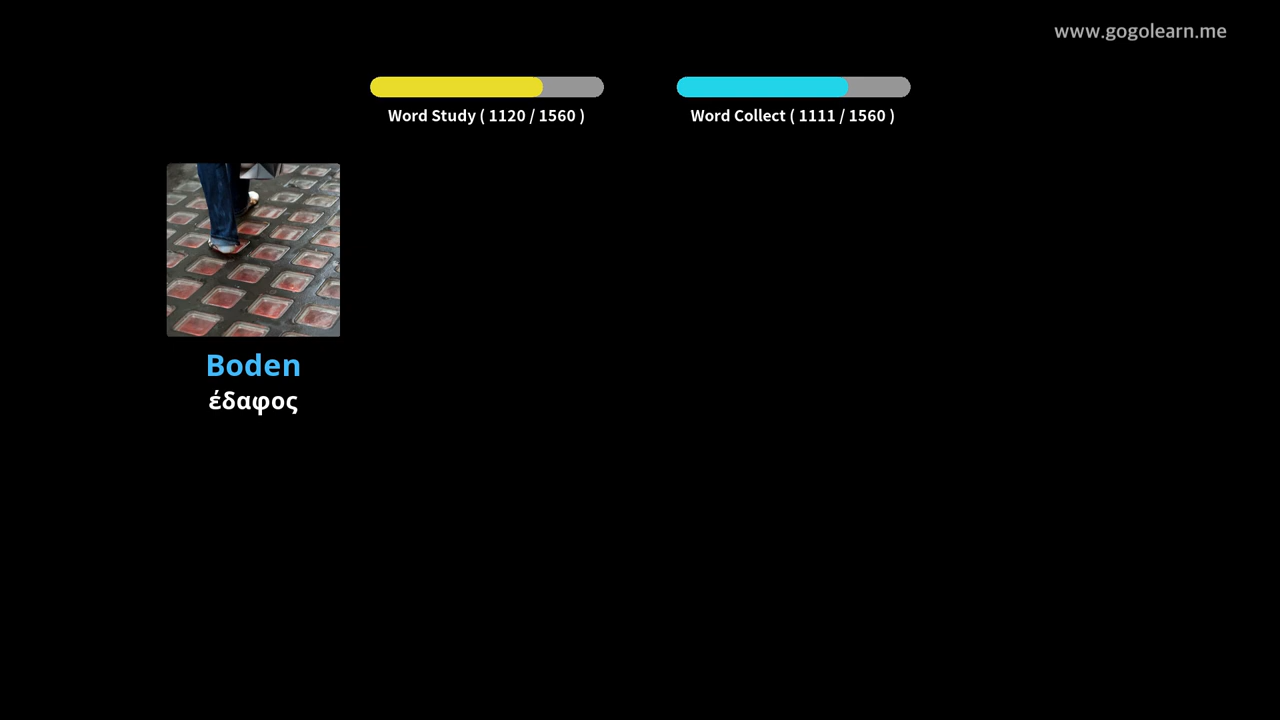 www.gogolearn.me
Word Study ( 1120 / 1560 )
Word Collect ( 1111 / 1560 )
Boden
έδαφος